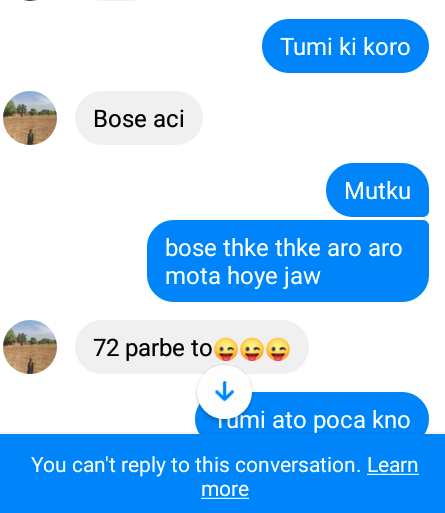 Tumi ki koro
Bose aci
Mutku
bose thke thke aro aro
mota hoye jaw
72 parbe to😜😜😜
Tumi ato poca kno
You can't reply to this conversation. Learn
more